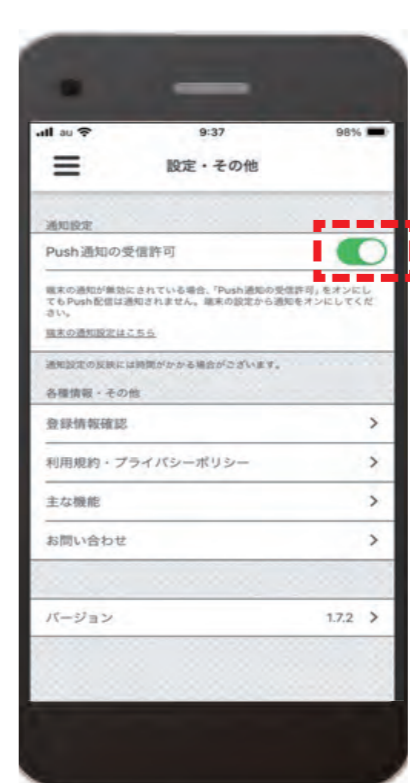 au 9:37 98%
設定・その他
通知設定
Push通知の受信許可
端末の通知が無効にされている場合、「Push通知の受信許可」をオンにし
てもPush配信は通知されません。端末の設定から通知をオンにしてくだ
さい。
端末の通知設定はこちら
通知設定の反映には時間がかかる場合がございます。
各種情報・その他
登録情報確認
利用規約・プライバシーポリシー
主な機能
お問い合わせ
バージョン 1.7.2